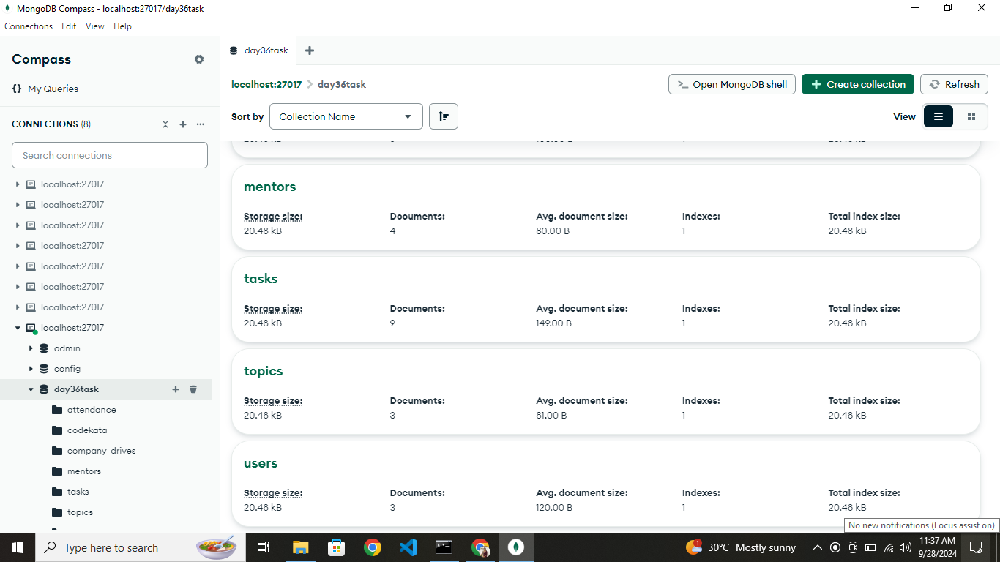 MongoDB Compass - localhost:27017/day36task
Connections Edit View Help
Compass
My Queries
CONNECTIONS (8)
Search connections
localhost:27017
localhost:27017
localhost:27017
localhost:27017
localhost:27017
localhost:27017
localhost:27017
localhost:27017
admin
config
day36task
attendance
codekata
company_drives
mentors
tasks
topics
day36task
localhost:27017 day36task
Open MongoDB shell
Create collection
Refresh
Sort by Collection Name
View
mentors
Storage size: Documents: Avg. document size: Indexes: Total index size:
20.48 kB 4 80.00 B 1 20.48 kB
tasks
Storage size: Documents: Avg. document size: Indexes: Total index size:
20.48 kB 9 149.00 B 1 20.48 kB
topics
Storage size: Documents: Avg. document size: Indexes: Total index size:
20.48 kB 3 81.00 B 1 20.48 kB
users
Storage size: Documents: Avg. document size: Indexes: Total index size:
20.48 kB 3 120.00 B 1 20.48 kB
No new notifications (Focus assist on)
Type here to search
1
30°C Mostly sunny
11:37 AM
9/28/2024